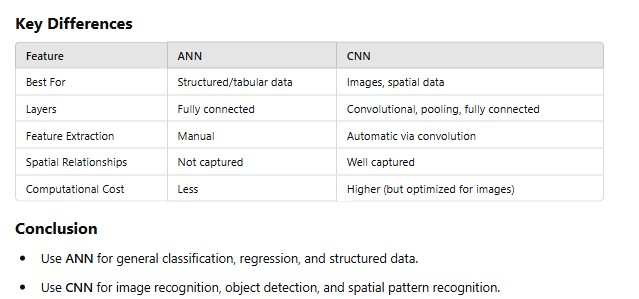 Key Differences
Feature ANN CNN
Best For Structured/tabular data Images, spatial data
Layers Fully connected Convolutional, pooling, fully connected
Feature Extraction Manual Automatic via convolution
Spatial Relationships Not captured Well captured
Computational Cost Less Higher (but optimized for images)
Conclusion
• Use ANN for general classification, regression, and structured data.
• Use CNN for image recognition, object detection, and spatial pattern recognition.